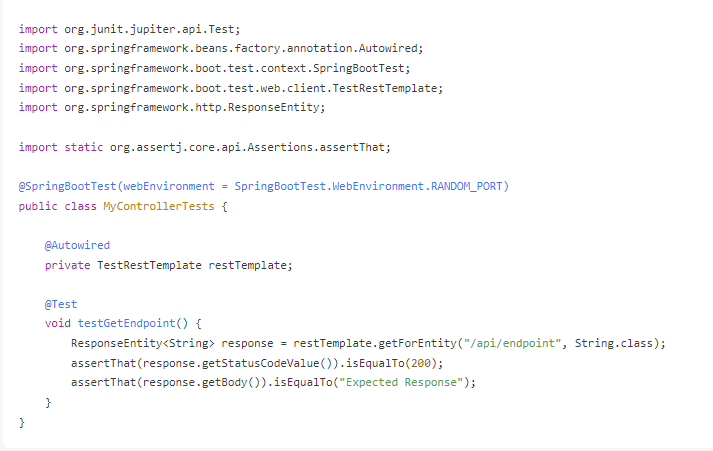 import org.junit.jupiter.api.Test;
import org.springframework.beans.factory.annotation.Autowired;
import org.springframework.boot.test.context.SpringBootTest;
import org.springframework.boot.test.web.client.TestRestTemplate;
import org.springframework.http.ResponseEntity;

import static org.assertj.core.api.Assertions.assertThat;

@SpringBootTest(webEnvironment = SpringBootTest.WebEnvironment.RANDOM_PORT)
public class MyControllerTests {

    @Autowired
    private TestRestTemplate restTemplate;

    @Test
    void testGetEndpoint() {
        ResponseEntity<String> response = restTemplate.getForEntity("/api/endpoint", String.class);
        assertThat(response.getStatusCodeValue()).isEqualTo(200);
        assertThat(response.getBody()).isEqualTo("Expected Response");
    }
}